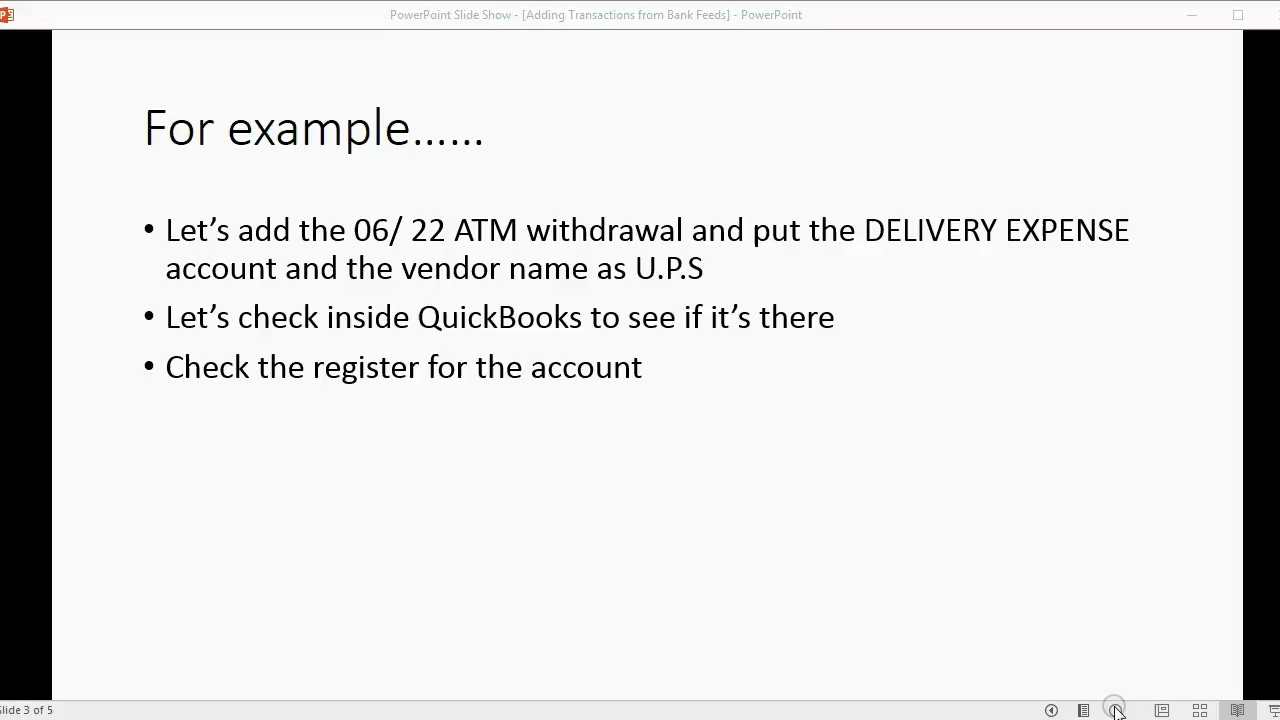 PowerPoint Slide Show - [Adding Transactions from Bank Feeds] - PowerPoint
For example......
• Let's add the 06/ 22 ATM withdrawal and put the DELIVERY EXPENSE
account and the vendor name as U.P.S
• Let's check inside QuickBooks to see if it's there
• Check the register for the account
Slide 3 of 5